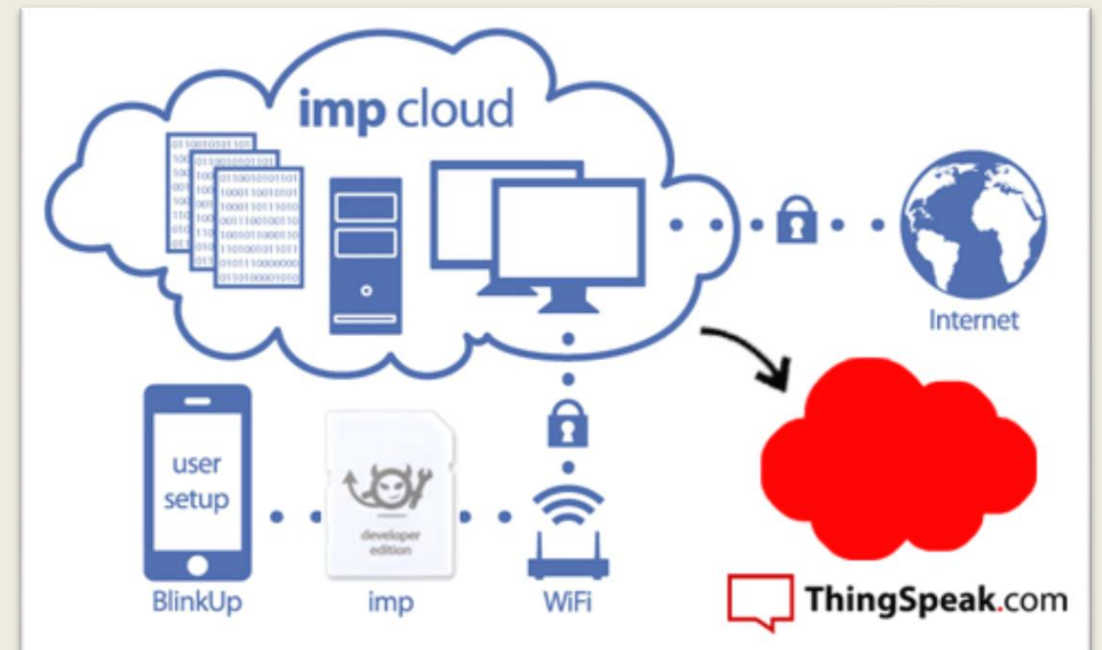 imp cloud
Internet
user
setup
developer
edition
BlinkUp
imp
WiFi
ThingSpeak.com